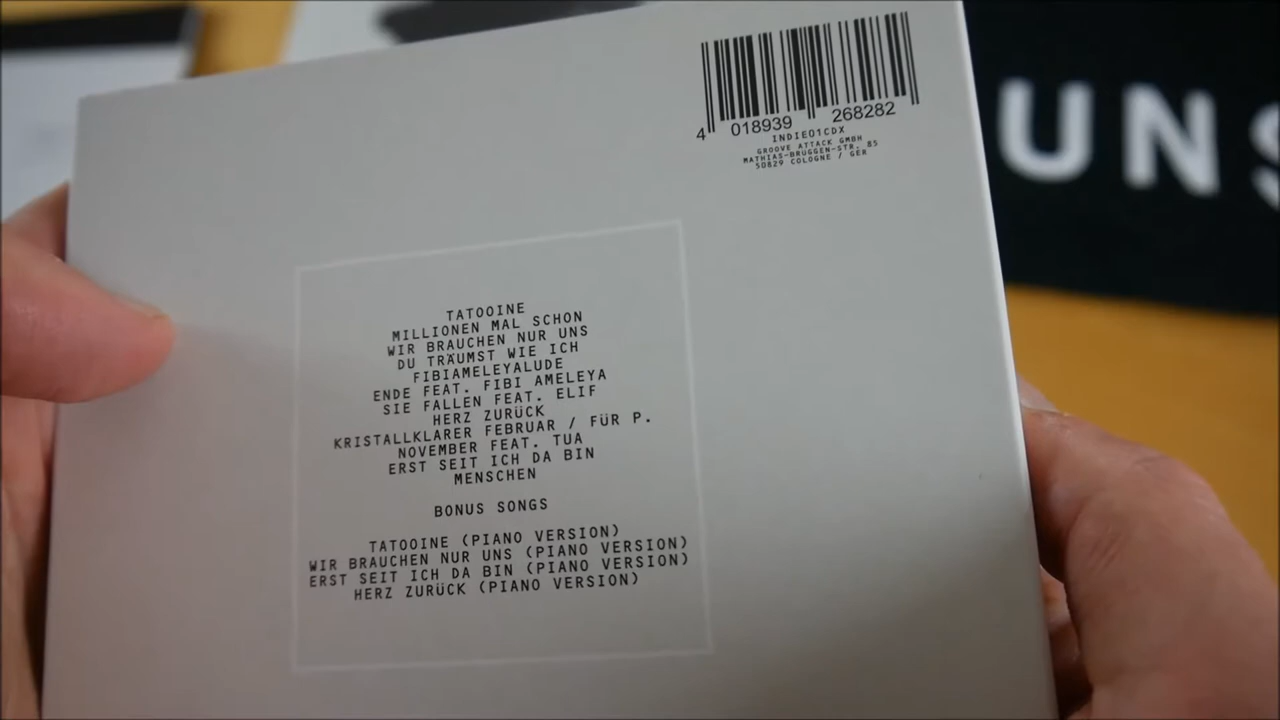 4 018939 268282
INDIE01CDX
GROOVE ATTACK GMBH
MATHIAS-BRÜGGEN-STR. 85
50829 COLOGNE / GER
UNS
TATOOINE
MILLIONEN MAL SCHON
WIR BRAUCHEN NUR UNS
DU TRÄUMST WIE ICH
FIBIAMELEYALUDE
ENDE FEAT. FIBI AMELEYA
SIE FALLEN FEAT. ELIF
HERZ ZURÜCK
KRISTALLKLARER FEBRUAR / FÜR P.
NOVEMBER FEAT. TUA
ERST SEIT ICH DA BIN
MENSCHEN
BONUS SONGS
TATOOINE (PIANO VERSION)
WIR BRAUCHEN NUR UNS (PIANO VERSION)
ERST SEIT ICH DA BIN (PIANO VERSION)
HERZ ZURÜCK (PIANO VERSION)